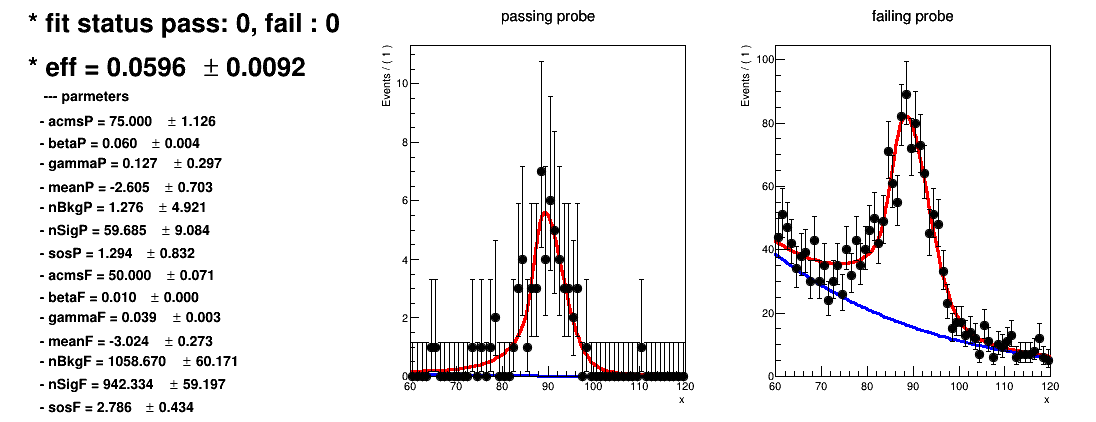 * fit status pass: 0, fail : 0
* eff = 0.0596 ± 0.0092
--- parmeters
- acmsP = 75.000 ± 1.126
- betaP = 0.060 ± 0.004
- gammaP = 0.127 ± 0.297
- meanP = -2.605 ± 0.703
- nBkgP = 1.276 ± 4.921
- nSigP = 59.685 ± 9.084
- sosP = 1.294 ± 0.832
- acmsF = 50.000 ± 0.071
- betaF = 0.010 ± 0.000
- gammaF = 0.039 ± 0.003
- meanF = -3.024 ± 0.273
- nBkgF = 1058.670 ± 60.171
- nSigF = 942.334 ± 59.197
- sosF = 2.786 ± 0.434
passing probe
Events / ( 1 )
10
8
6
4
2
0
60 70 80 90 100 110 120
x
failing probe
Events / ( 1 )
100
80
60
40
20
0
60 70 80 90 100 110 120
x